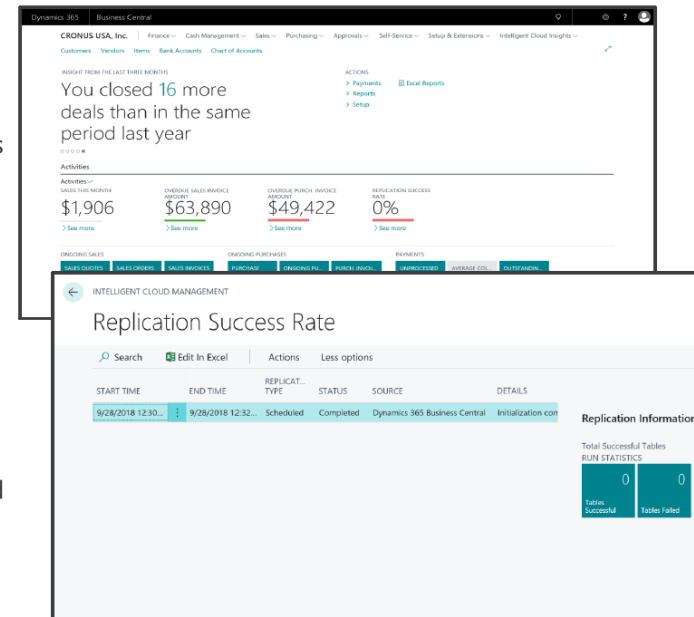 Dynamics 365 Business Central ?
CRONUS USA, Inc. Finance Cash Management Sales Purchasing Approvals Self-Service Setup & Extensions Intelligent Cloud Insights
Customers Vendors Items Bank Accounts Chart of Accounts
INSIGHT FROM THE LAST THREE MONTHS
You closed 16 more
deals than in the same
period last year
ACTIONS
> Payments Excel Reports
> Reports
> Setup
s
Activities
Activities
SALES THIS MONTH
$1,906
>See more
OVERDUE SALES INVOICE
AMOUNT
$63,890
>See more
OVERDUE PURCH. INVOICE
AMOUNT
$49,422
>See more
REPLICATION SUCCESS
RATE
0%
>See more
ONGOING SALES ONGOING PURCHASES PAYMENTS
SALES QUOTES SALES ORDERS SALES INVOICES PURCHASE ONGOING PU... PURCH. INVOI... UNPROCESSED AVERAGE COL... OUTSTANDIN...
INTELLIGENT CLOUD MANAGEMENT
Replication Success Rate
Search Edit In Excel Actions Less options
START TIME END TIME REPLICAT... TYPE STATUS SOURCE DETAILS
9/28/2018 12:30... 9/28/2018 12:32... Scheduled Completed Dynamics 365 Business Central Initialization con
Replication Information
Total Successful Tables
RUN STATISTICS
0 0
Tables
Successful Tables Failed